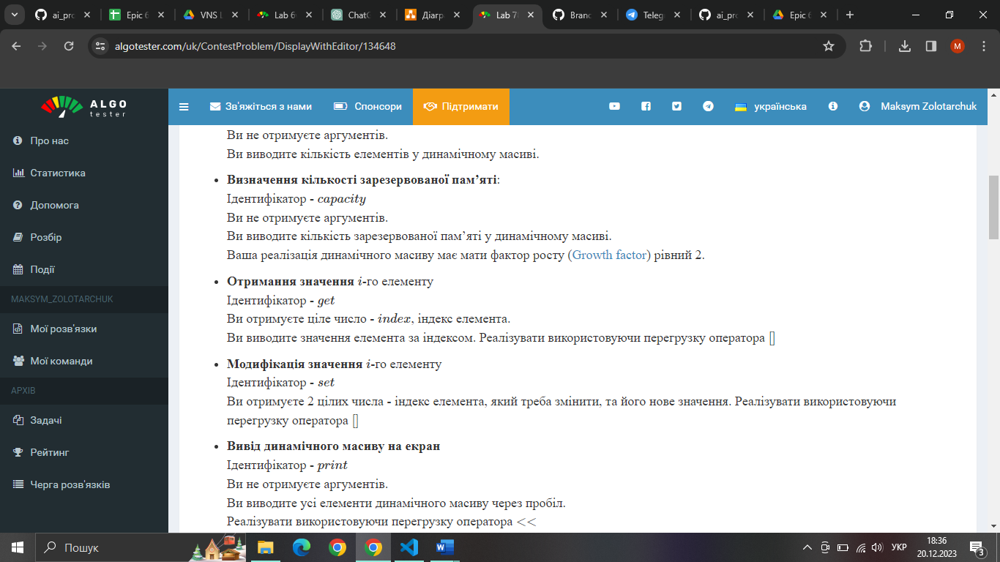 ai_pro
Epic 6
VNS L
Lab 6
ChatG
Діагра
Lab 78
Branc
Telegr
ai_pro
Epic 6
algotester.com/uk/ContestProblem/DisplayWithEditor/134648
M
ALGO
tester
Зв'яжіться з нами
Спонсори
Підтримати
українська
Maksym Zolotarchuk
Про нас
Статистика
Допомога
Розбір
Події
MAKSYM_ZOLOTARCHUK
Мої розв'язки
Мої команди
АРХІВ
Задачі
Рейтинг
Черга розв'язків
Ви не отримуєте аргументів.
Ви виводите кількість елементів у динамічному масиві.
• Визначення кількості зарезервованої пам’яті:
Ідентифікатор - capacity
Ви не отримуєте аргументів.
Ви виводите кількість зарезервованої пам’яті у динамічному масиві.
Ваша реалізація динамічного масиву має мати фактор росту (Growth factor) рівний 2.
• Отримання значення i-го елементу
Ідентифікатор - get
Ви отримуєте ціле число - index, індекс елемента.
Ви виводите значення елемента за індексом. Реалізувати використовуючи перегрузку оператора []
• Модифікація значення i-го елементу
Ідентифікатор - set
Ви отримуєте 2 цілих числа - індекс елемента, який треба змінити, та його нове значення. Реалізувати використовуючи
перегрузку оператора []
• Вивід динамічного масиву на екран
Ідентифікатор - print
Ви не отримуєте аргументів.
Ви виводите усі елементи динамічного масиву через пробіл.
Реалізувати використовуючи перегрузку оператора <<
Пошук
УКР
18:36
20.12.2023
3